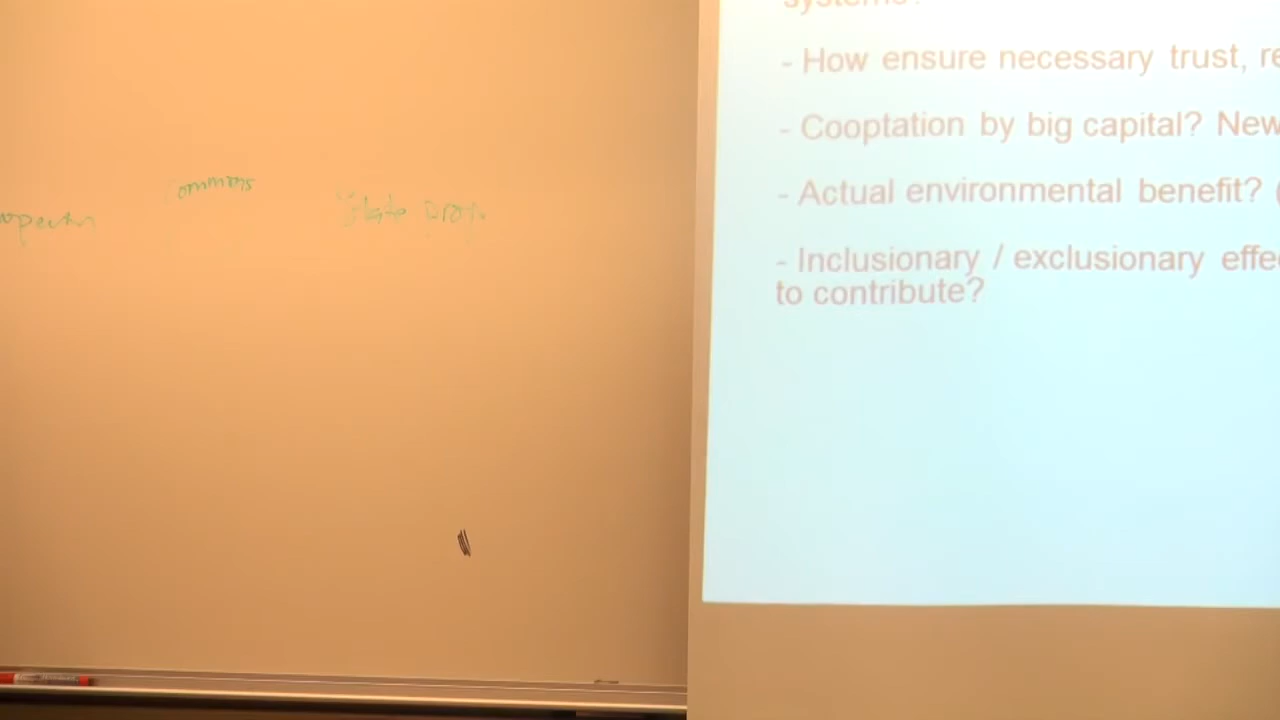 commons
State prop
systems?
- How ensure necessary trust, re
- Cooptation by big capital? New
- Actual environmental benefit? (
- Inclusionary / exclusionary effe
to contribute?